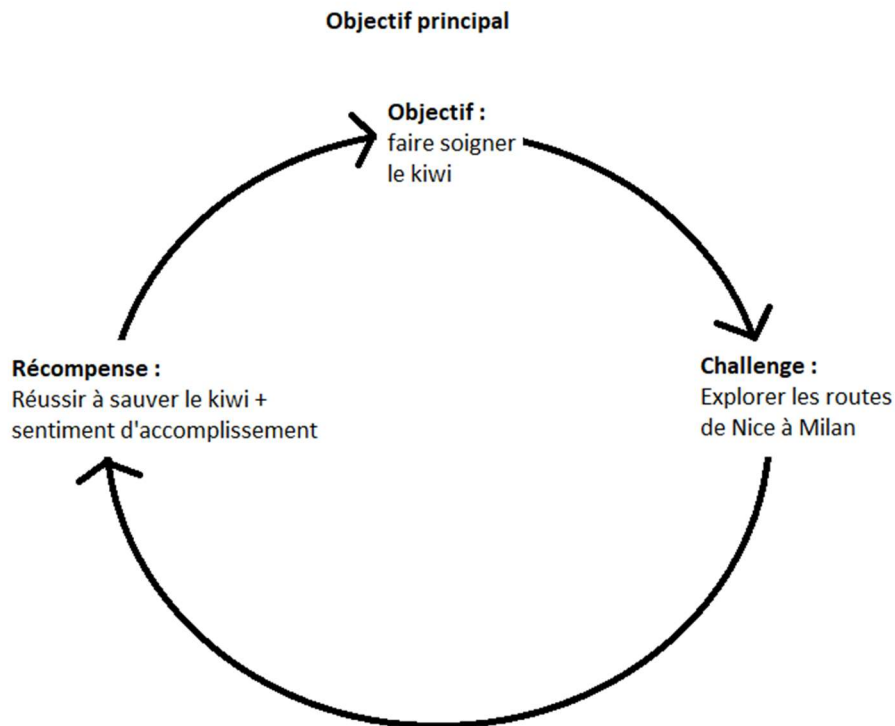 Objectif principal
Objectif :
faire soigner
le kiwi
Challenge :
Explorer les routes
de Nice à Milan
Récompense :
Réussir à sauver le kiwi +
sentiment d'accomplissement